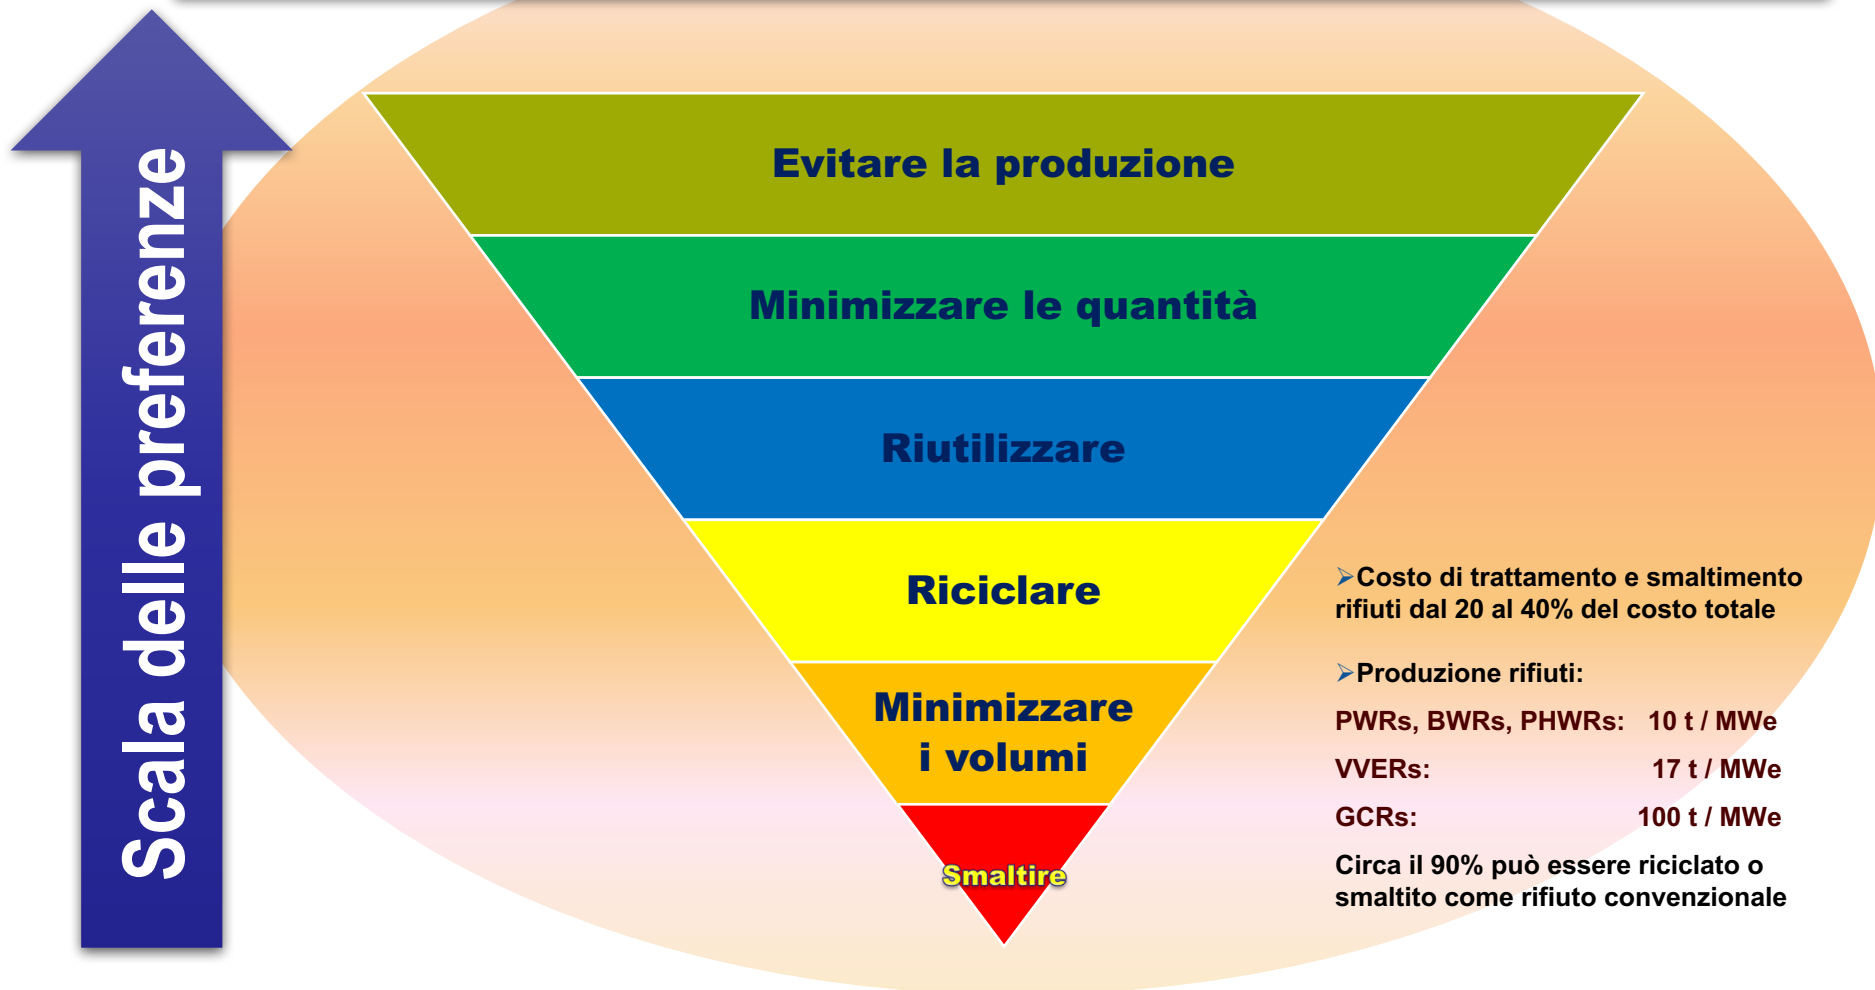 Scala delle preferenze
Evitare la produzione
Minimizzare le quantità
Riutilizzare
Riciclare
Minimizzare
i volumi
Smaltire
➢Costo di trattamento e smaltimento
rifiuti dal 20 al 40% del costo totale
➢Produzione rifiuti:
PWRs, BWRs, PHWRs: 10 t / MWe
VVERs: 17 t / MWe
GCRs: 100 t / MWe
Circa il 90% può essere riciclato o
smaltito come rifiuto convenzionale